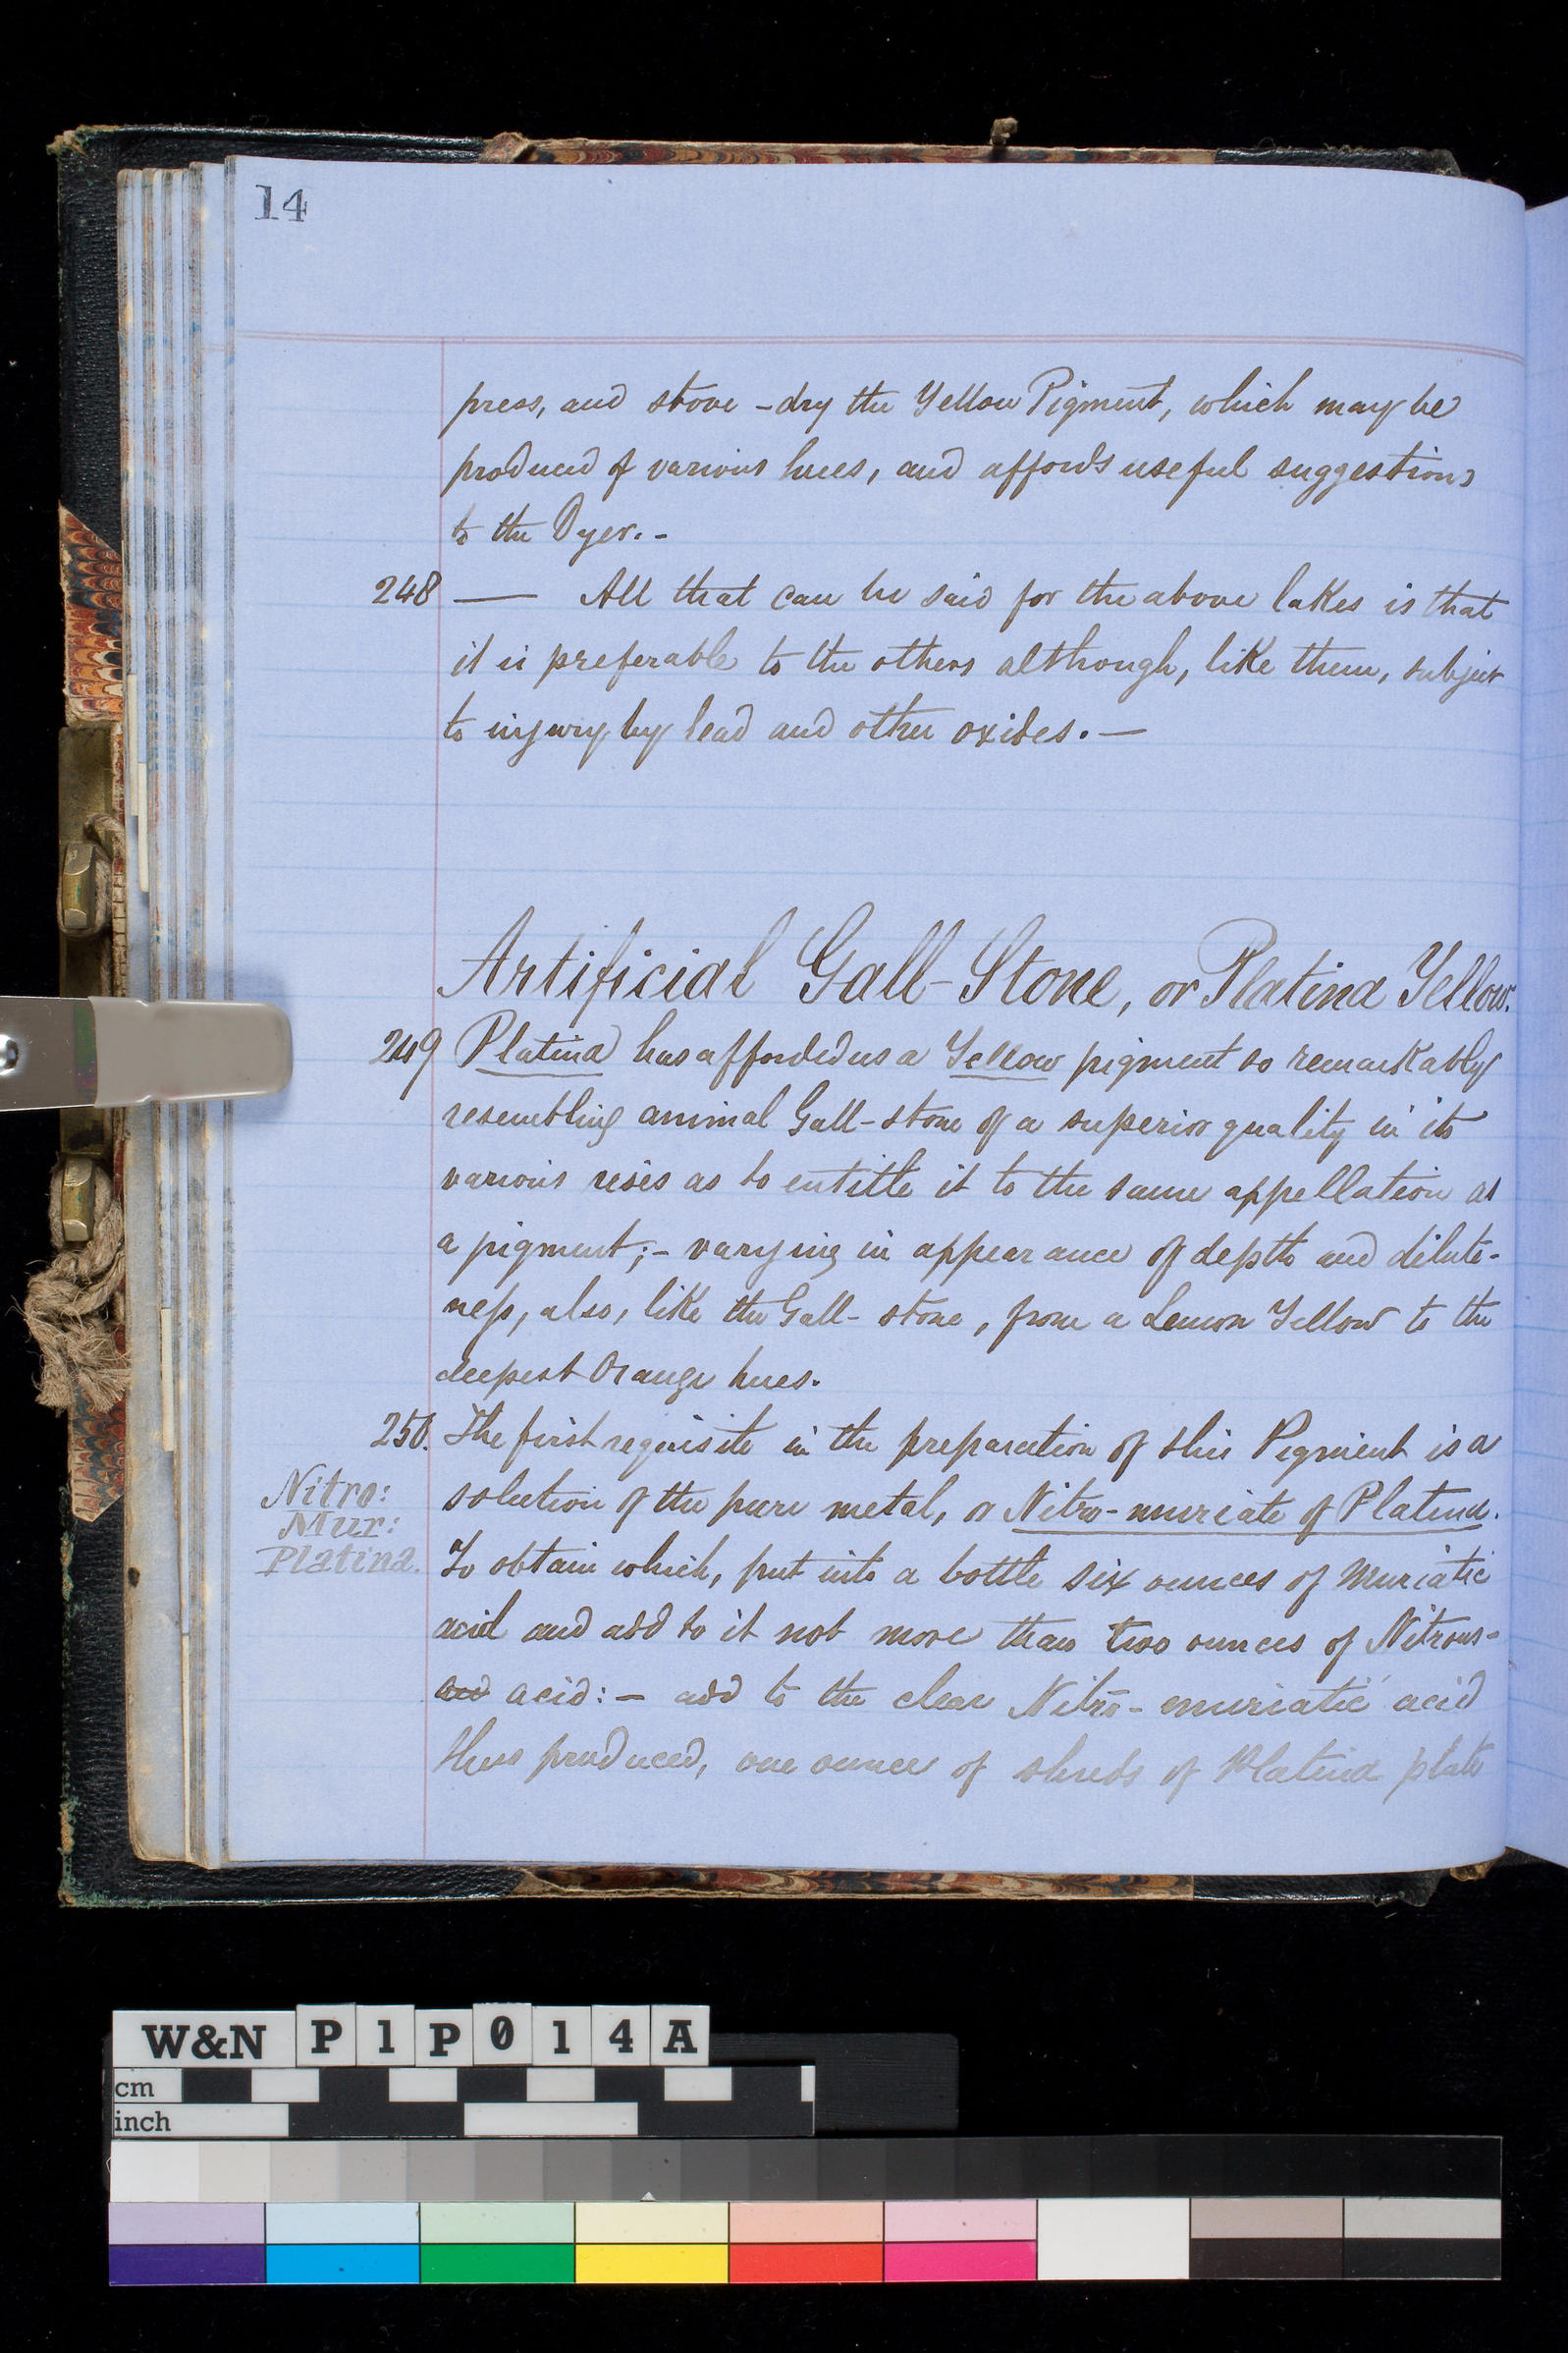 14
press, and stove-dry the Yellow Pigment, which may be
produced of various hues, and affords useful suggestions
to the Dyer. -
248 — All that can be said for the above lakes is that
it is preferable to the others although, like them, subject
to injury by lead and other oxides. —
Artificial Gall-Stone, or Platina Yellow.
249 Platina has afforded us a Yellow pigment so remarkably
resembling animal Gall-stone of a superior quality in its
various uses as to entitle it to the same appellation as
a pigment; - varying in appearance of depth and dilute-
ness, also, like the Gall-stone, from a Lemon Yellow to the
deepest Orange hues.
250. The first requisite in the preparation of this Pigment is a
Nitro:
Mur:
Platina.
solution of the pure metal, or Nitro-muriate of Platina.
To obtain which, put into a bottle six ounces of Muriatic
acid and add to it not more than two ounces of Nitrous-
acid: - add to the clear Nitro-muriatic acid
thus produced, one ounce of shreds of Platina plate
W&N P1P014A
cm
inch